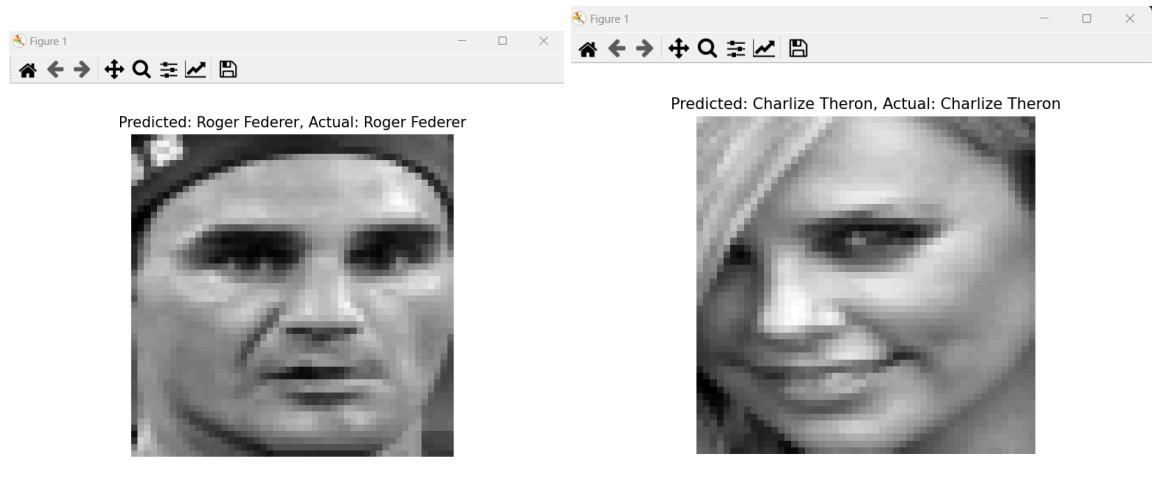 Figure 1
Predicted: Roger Federer, Actual: Roger Federer
Figure 1
Predicted: Charlize Theron, Actual: Charlize Theron